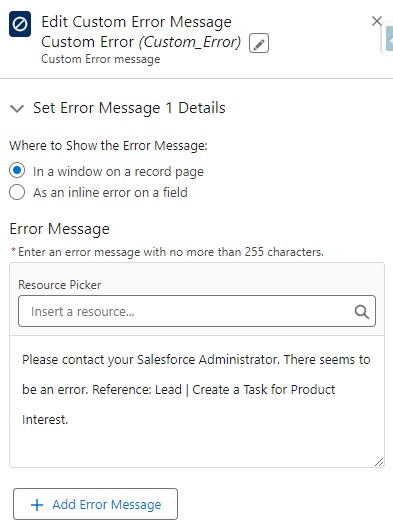 Edit Custom Error Message
Custom Error (Custom_Error)
Custom Error message
Set Error Message 1 Details
Where to Show the Error Message:
In a window on a record page
As an inline error on a field
Error Message
*Enter an error message with no more than 255 characters.
Resource Picker
Insert a resource...
Please contact your Salesforce Administrator. There seems to
be an error. Reference: Lead | Create a Task for Product
Interest.
+ Add Error Message